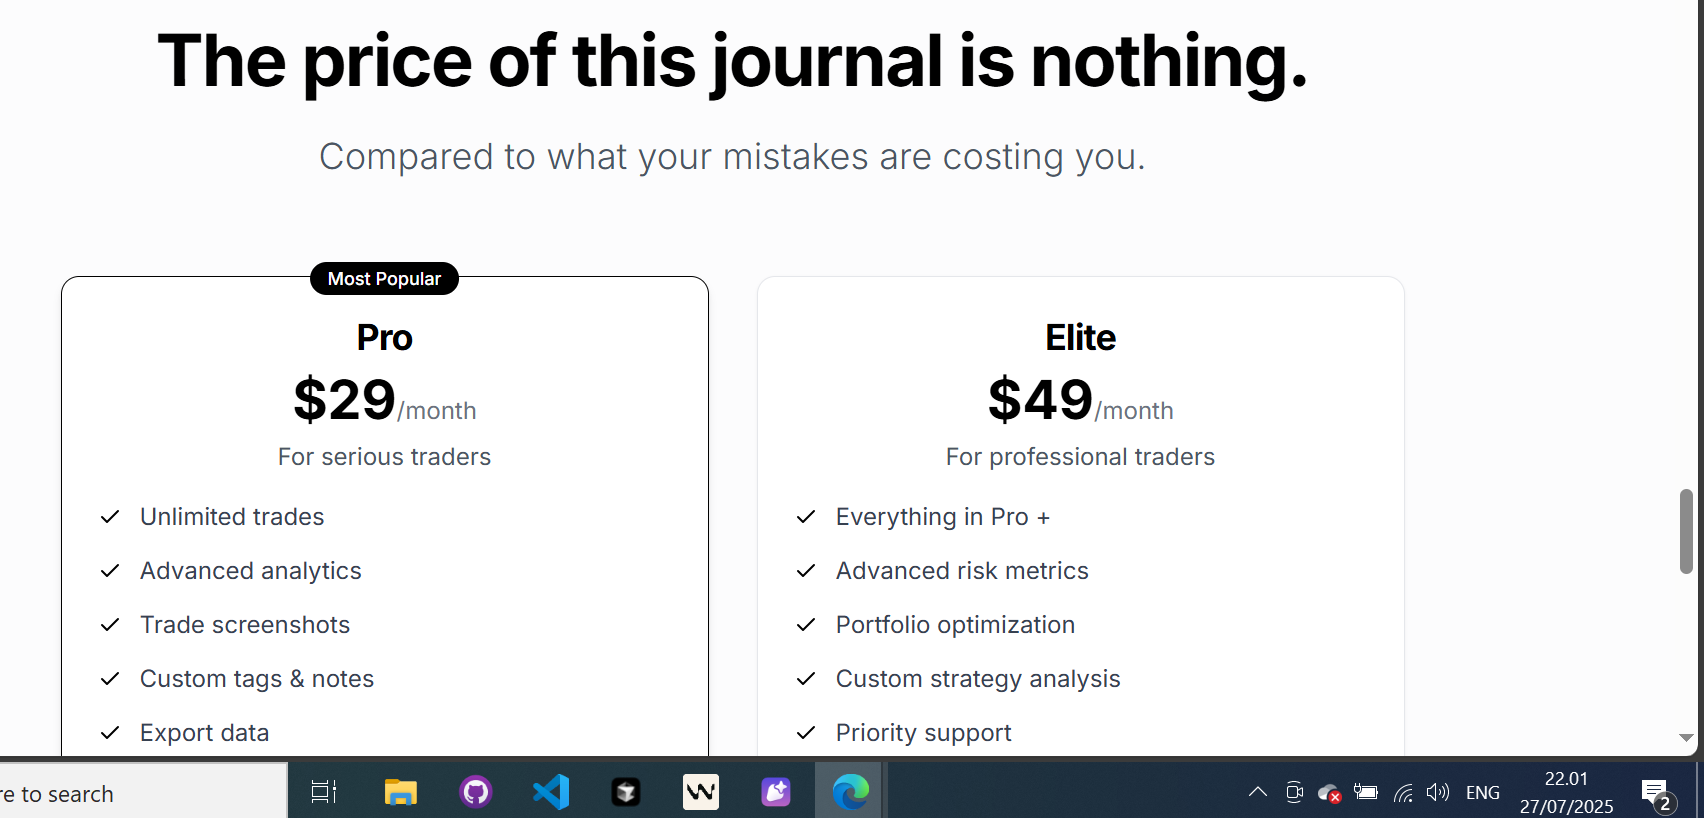 The price of this journal is nothing.
Compared to what your mistakes are costing you.
Most Popular
Pro
$29/month
For serious traders
Unlimited trades
Advanced analytics
Trade screenshots
Custom tags & notes
Export data
Elite
$49/month
For professional traders
Everything in Pro +
Advanced risk metrics
Portfolio optimization
Custom strategy analysis
Priority support
re to search
ENG
22.01
27/07/2025
2